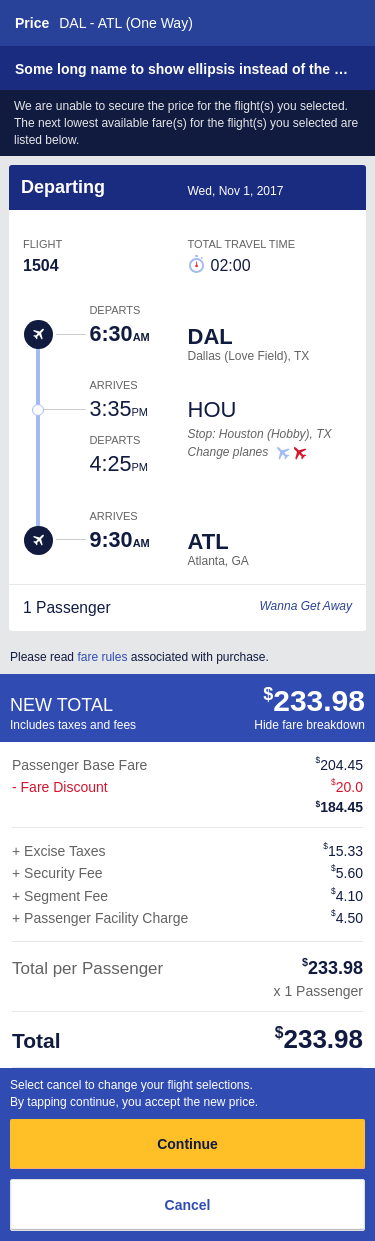 Price DAL - ATL (One Way)
Some long name to show ellipsis instead of the …
We are unable to secure the price for the flight(s) you selected.
The next lowest available fare(s) for the flight(s) you selected are
listed below.
Departing Wed, Nov 1, 2017
FLIGHT TOTAL TRAVEL TIME
1504 02:00
DEPARTS
6:30AM DAL
Dallas (Love Field), TX
ARRIVES
3:35PM HOU
Stop: Houston (Hobby), TX
DEPARTS
Change planes
4:25PM
ARRIVES
9:30AM ATL
Atlanta, GA
1 Passenger Wanna Get Away
Please read fare rules associated with purchase.
NEW TOTAL $233.98
Includes taxes and fees Hide fare breakdown
Passenger Base Fare $204.45
- Fare Discount $20.0
$184.45
+ Excise Taxes $15.33
+ Security Fee $5.60
+ Segment Fee $4.10
+ Passenger Facility Charge $4.50
Total per Passenger $233.98
x 1 Passenger
Total $233.98
Select cancel to change your flight selections.
By tapping continue, you accept the new price.
Continue
Cancel